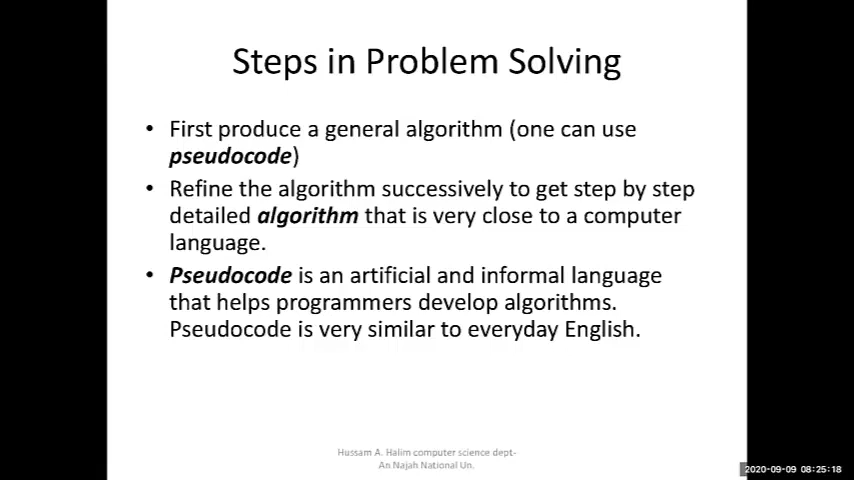 Steps in Problem Solving
• First produce a general algorithm (one can use
pseudocode)
• Refine the algorithm successively to get step by step
detailed algorithm that is very close to a computer
language.
• Pseudocode is an artificial and informal language
that helps programmers develop algorithms.
Pseudocode is very similar to everyday English.
Hussam A. Halim computer science dept-
An Najah National Un.
2020-09-09 08:25:18